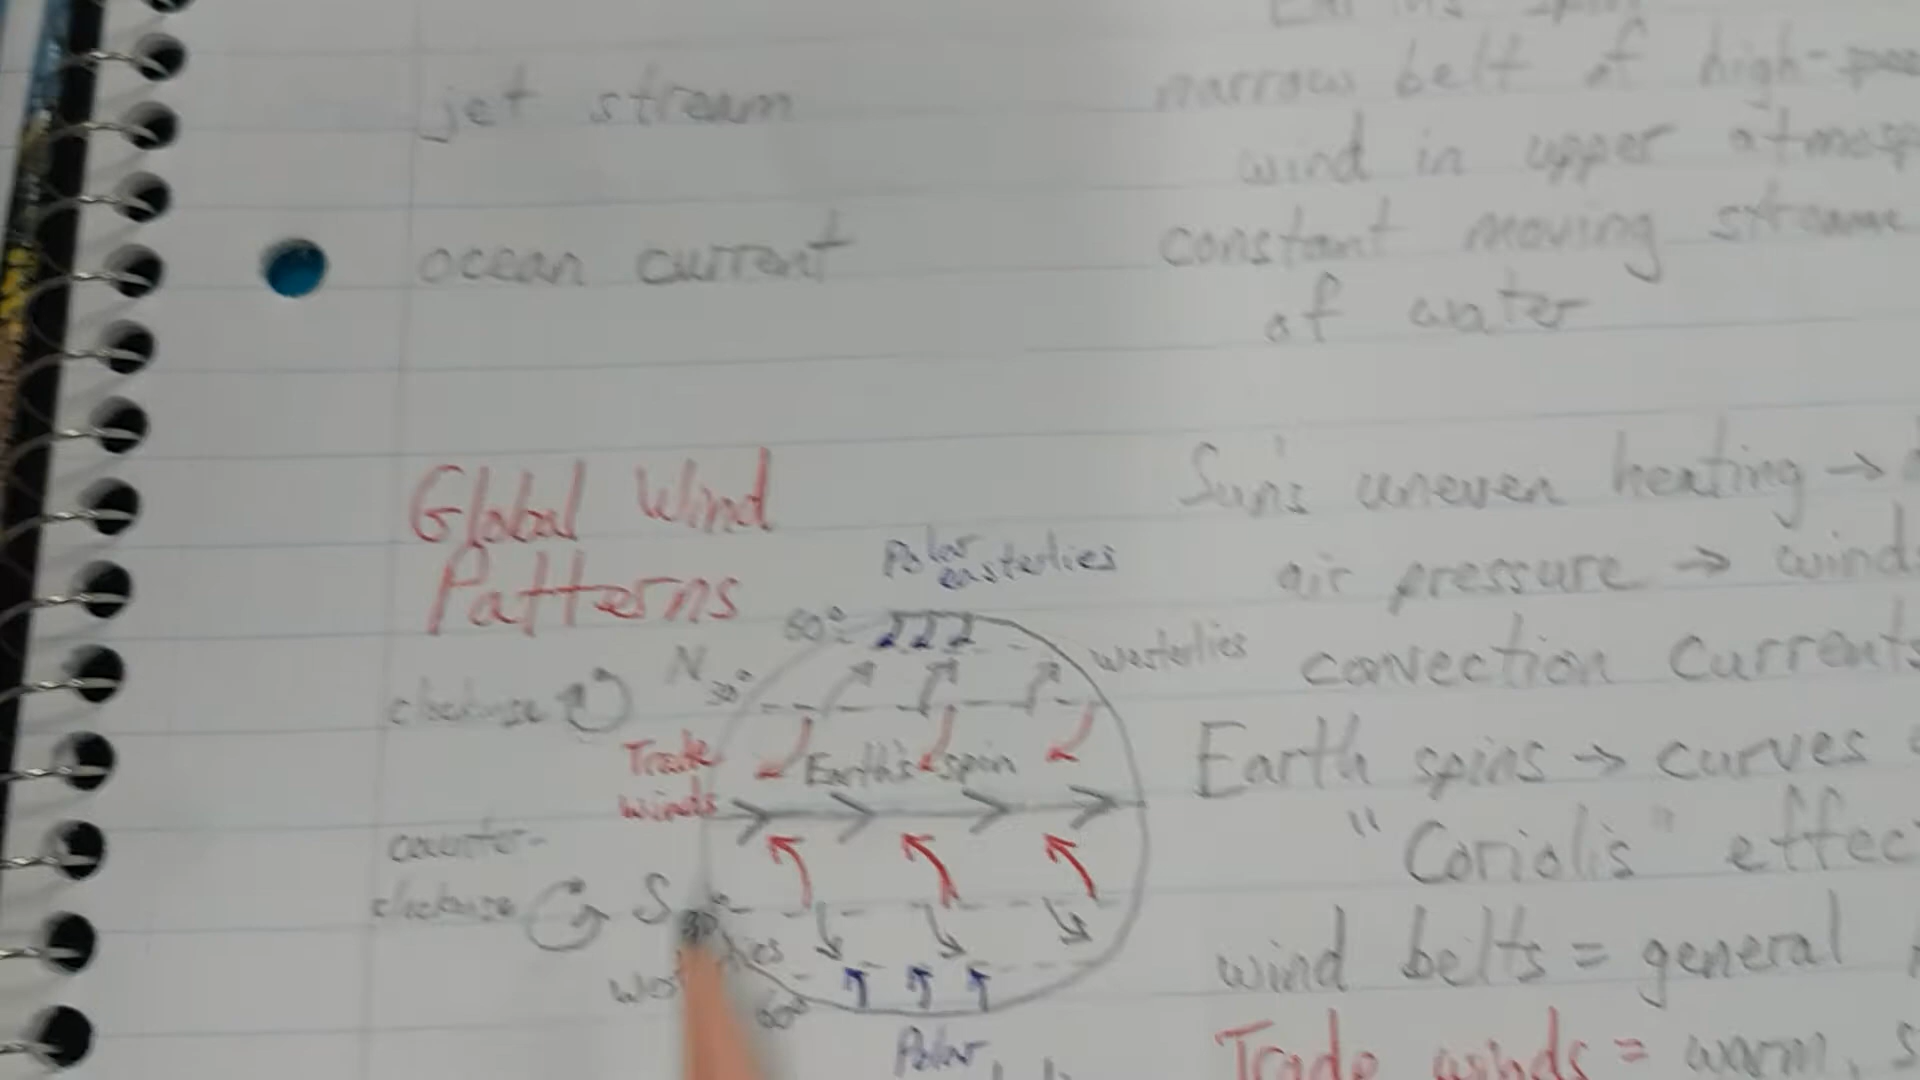 jet stream
narrow belt of high-
wind in upper
ocean current
constant moving
of water
Global Wind
Patterns
Sun's uneven heating →
air pressure → wind
convection currents
Earth spins → curves
"Coriolis" effec
wind belts = general
Trade winds = warm,
Polar
easterlies
60°
westerlies
N
30°
clockwise
Trade
winds
Earth's spin
counter-
clockwise
S
60°
Polar